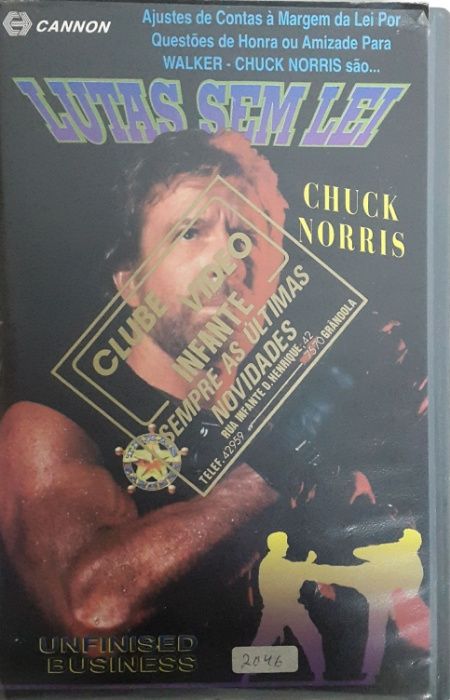 CANNON
Ajustes de Contas à Margem da Lei Por
Questões de Honra ou Amizade Para
WALKER - CHUCK NORRIS são...
LUTAS SEM LEI
CHUCK
NORRIS
CLUBE VIDEO
INFANTE
SEMPRE AS ÚLTIMAS
NOVIDADES
RUA INFANTE D. HENRIQUE, 42
TELEF. 42959 7570 GRÂNDOLA
UNFINISED
BUSINESS
2046